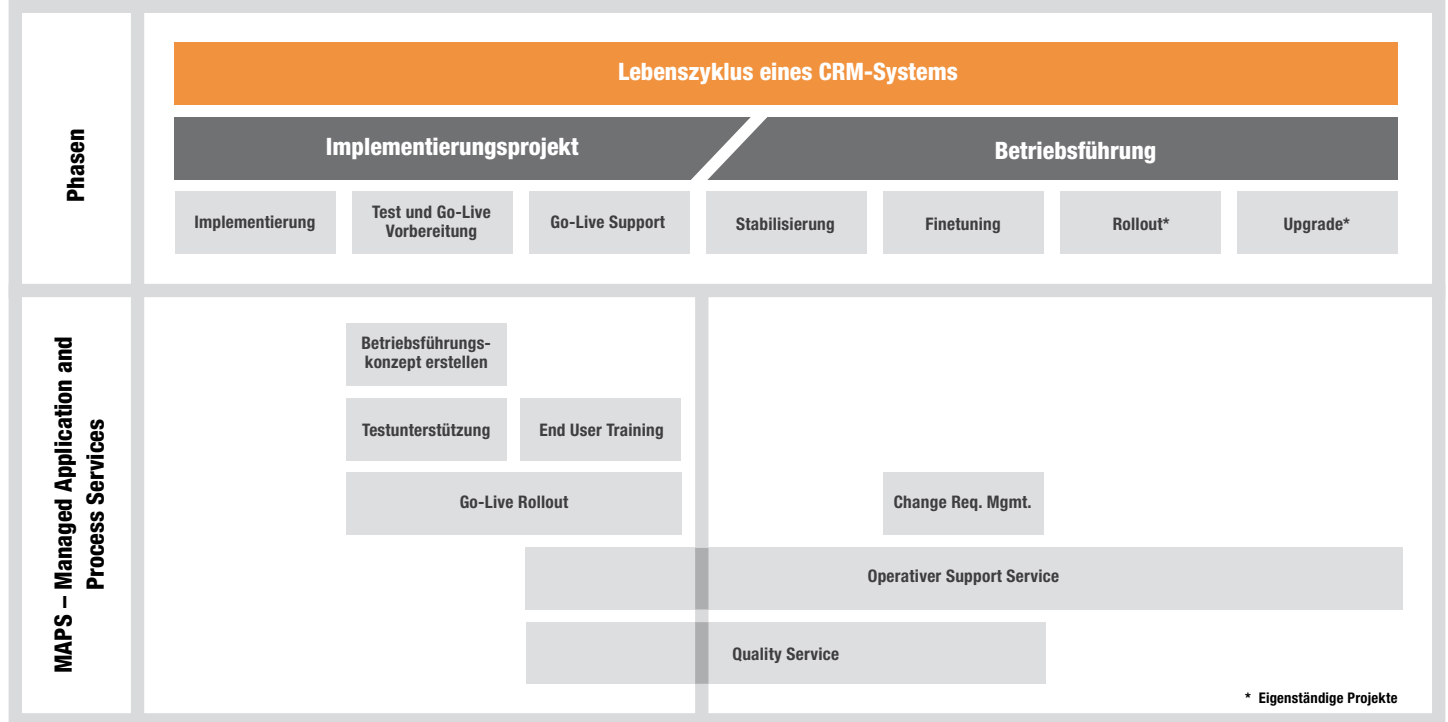 Phasen
Lebenszyklus eines CRM-Systems
Implementierungsprojekt
Betriebsführung
Implementierung
Test und Go-Live
Vorbereitung
Go-Live Support
Stabilisierung
Finetuning
Rollout*
Upgrade*
MAPS – Managed Application and
Process Services
Betriebsführungs-
konzept erstellen
Testunterstützung
End User Training
Go-Live Rollout
Change Req. Mgmt.
Operativer Support Service
Quality Service
* Eigenständige Projekte